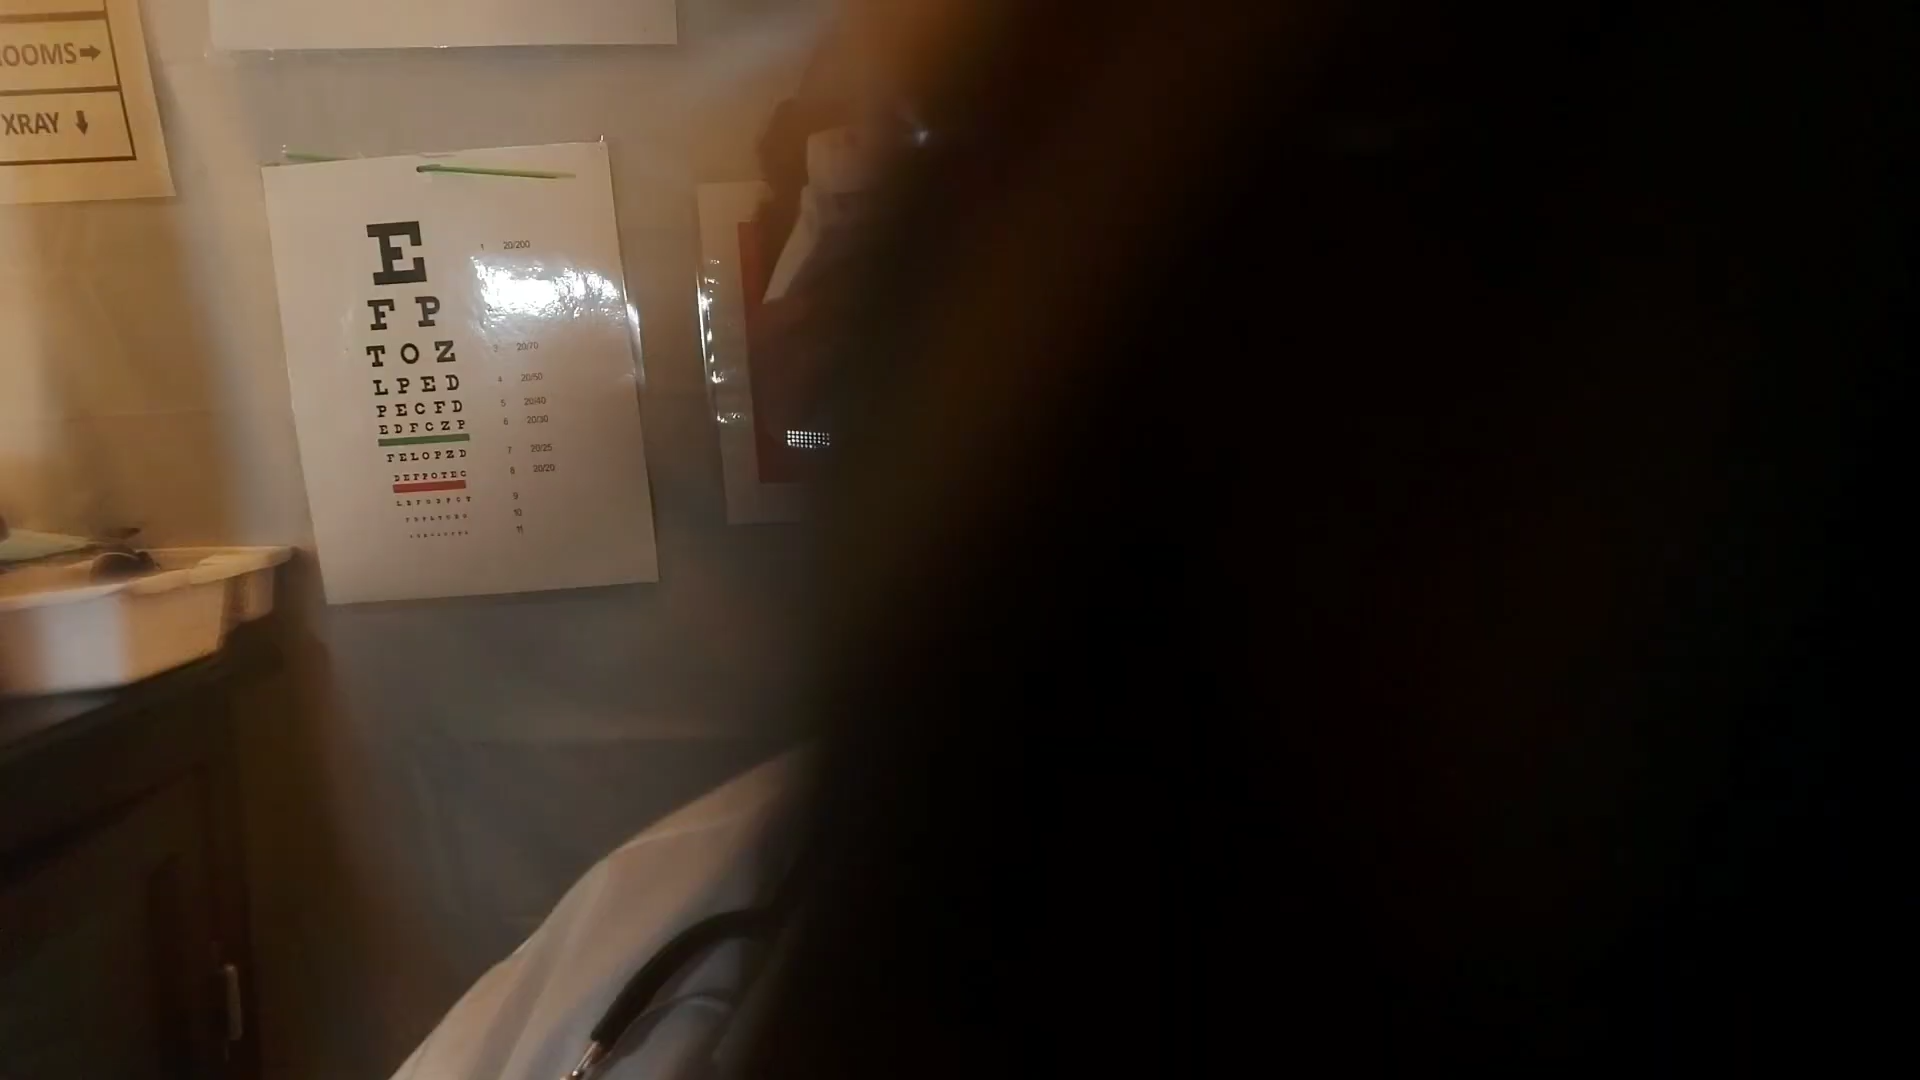 OOMS→
XRAY ↓
E 1 20/200
F P
T O Z 3 20/70
L P E D 4 20/50
P E C F D 5 20/40
E D F C Z P 6 20/30
F E L O P Z D 7 20/25
D E F P O T E C 8 20/20
9
10
11